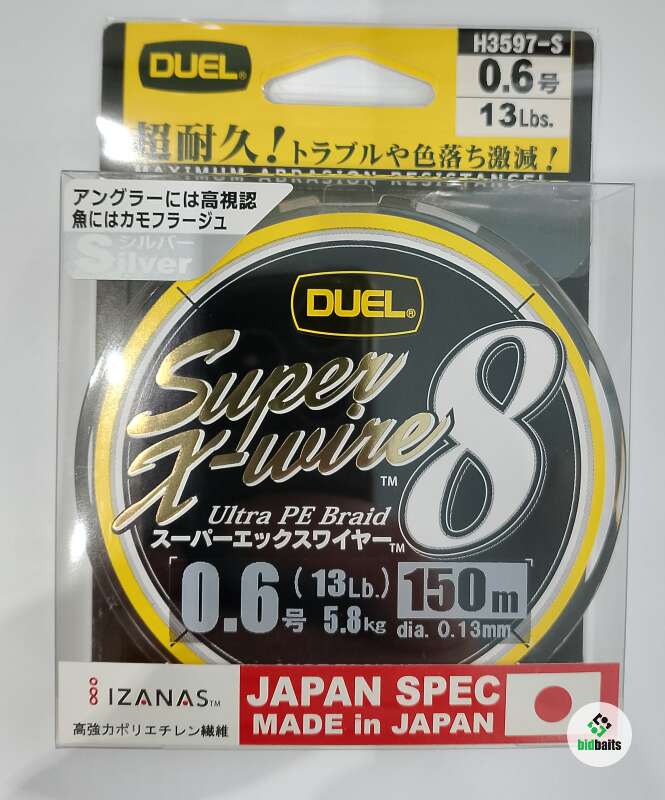 DUEL®
H3597-S
0.6号
13Lbs.
超耐久!トラブルや色落ち激減!
MAXIMUM ABRASION RESISTANCE!
アングラーには高視認
魚にはカモフラージュ
シルバー
Silver
DUEL®
Super
X-wire 8
TM
Ultra PE Braid
スーパーエックスワイヤー™
0.6号 (13Lb.) 5.8kg
150m
dia. 0.13mm
IZANAS™
高強力ポリエチレン繊維
JAPAN SPEC
MADE in JAPAN
bidbaits